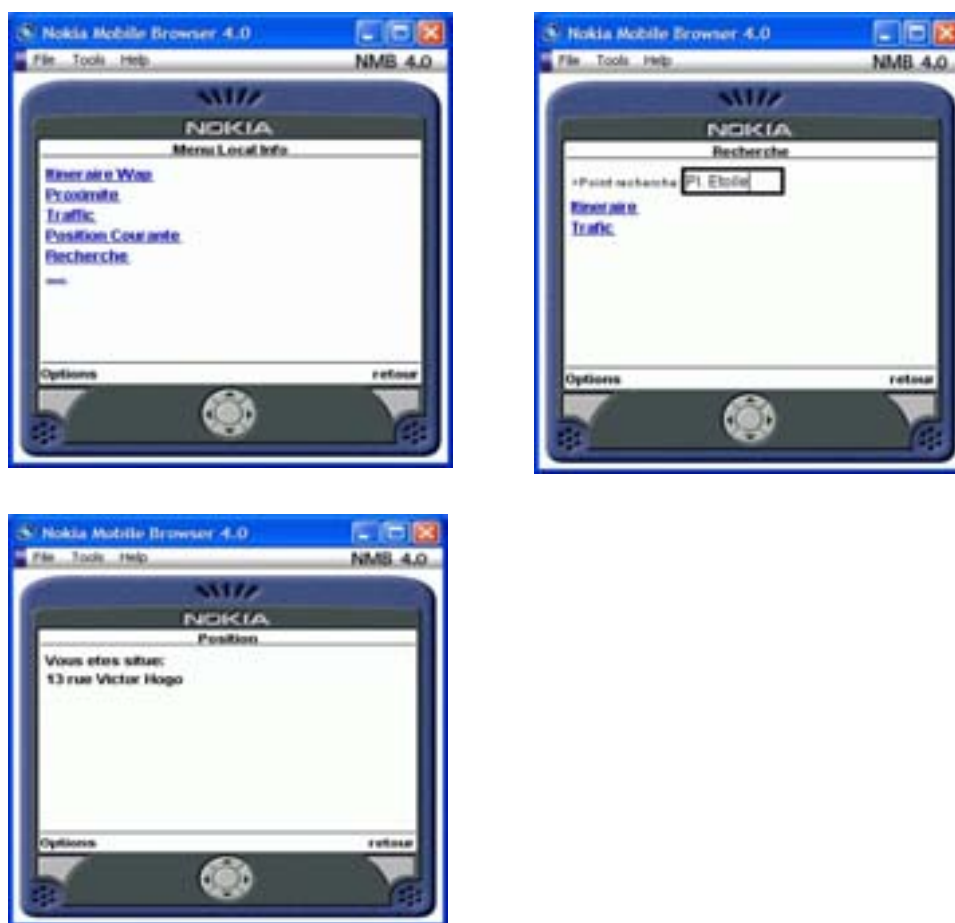 Nokia Mobile Browser 4.0
File Tools Help NMB 4.0
NOKIA
Menu Local Info
Itineraire Wap
Proximite
Traffic
Position Courante
Recherche
Options retour
Nokia Mobile Browser 4.0
File Tools Help NMB 4.0
NOKIA
Recherche
*Point recherche Pl. Etoile
Itineraire
Trafic
Options retour
Nokia Mobile Browser 4.0
File Tools Help NMB 4.0
NOKIA
Position
Vous etes situe:
13 rue Victor Hogo
Options retour